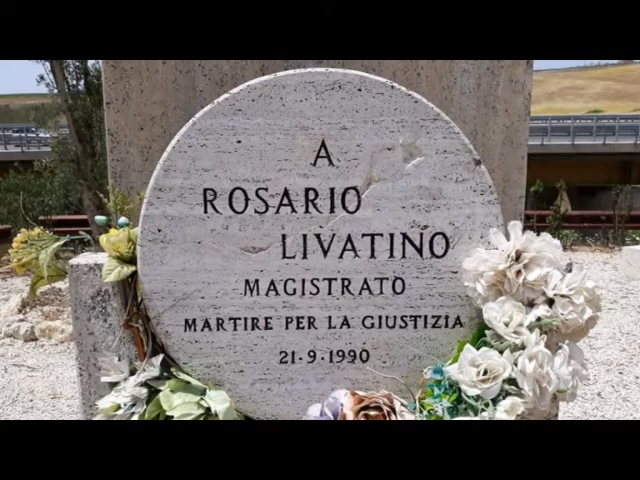 A
ROSARIO
LIVATINO
MAGISTRATO
MARTIRE PER LA GIUSTIZIA
21·9·1990